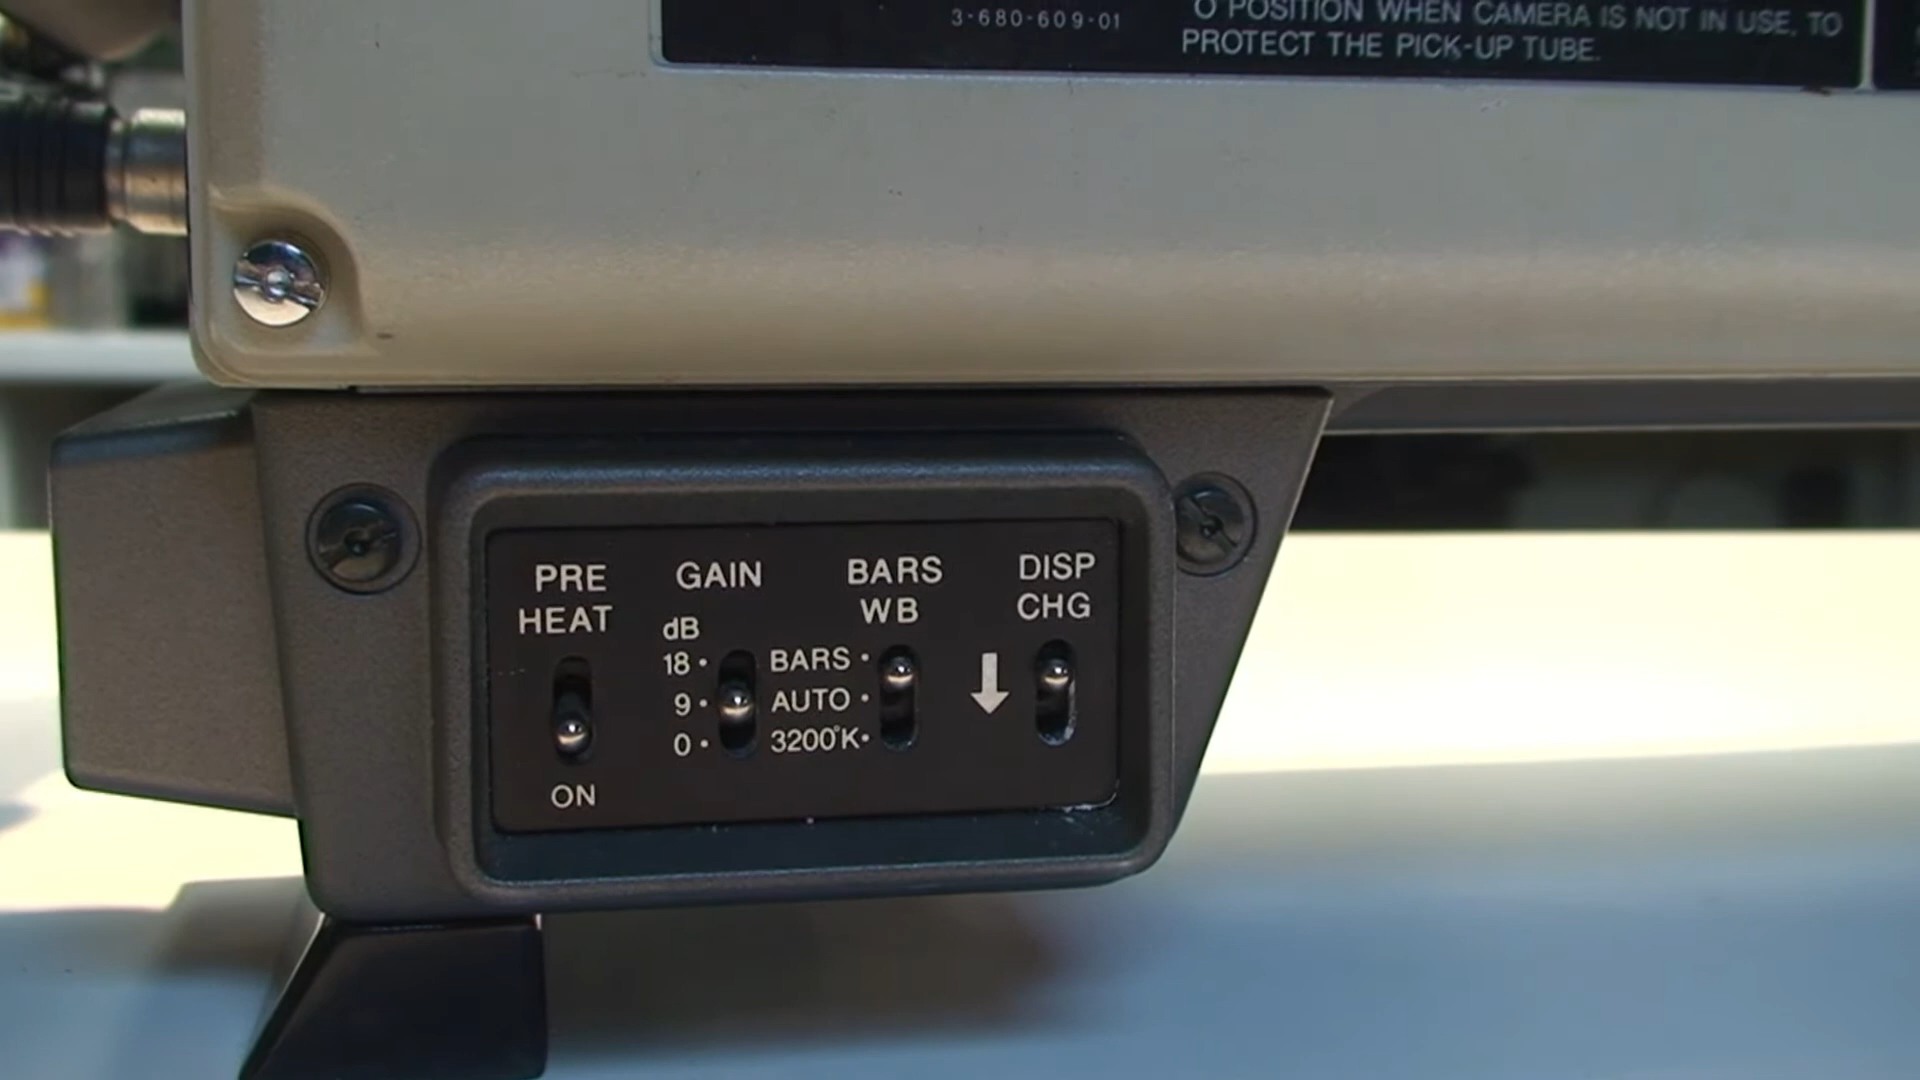 3-680-609-01
O POSITION WHEN CAMERA IS NOT IN USE, TO
PROTECT THE PICK-UP TUBE.
PRE
HEAT
ON
GAIN
dB
18
9
0
BARS
WB
BARS
AUTO
3200°K
DISP
CHG